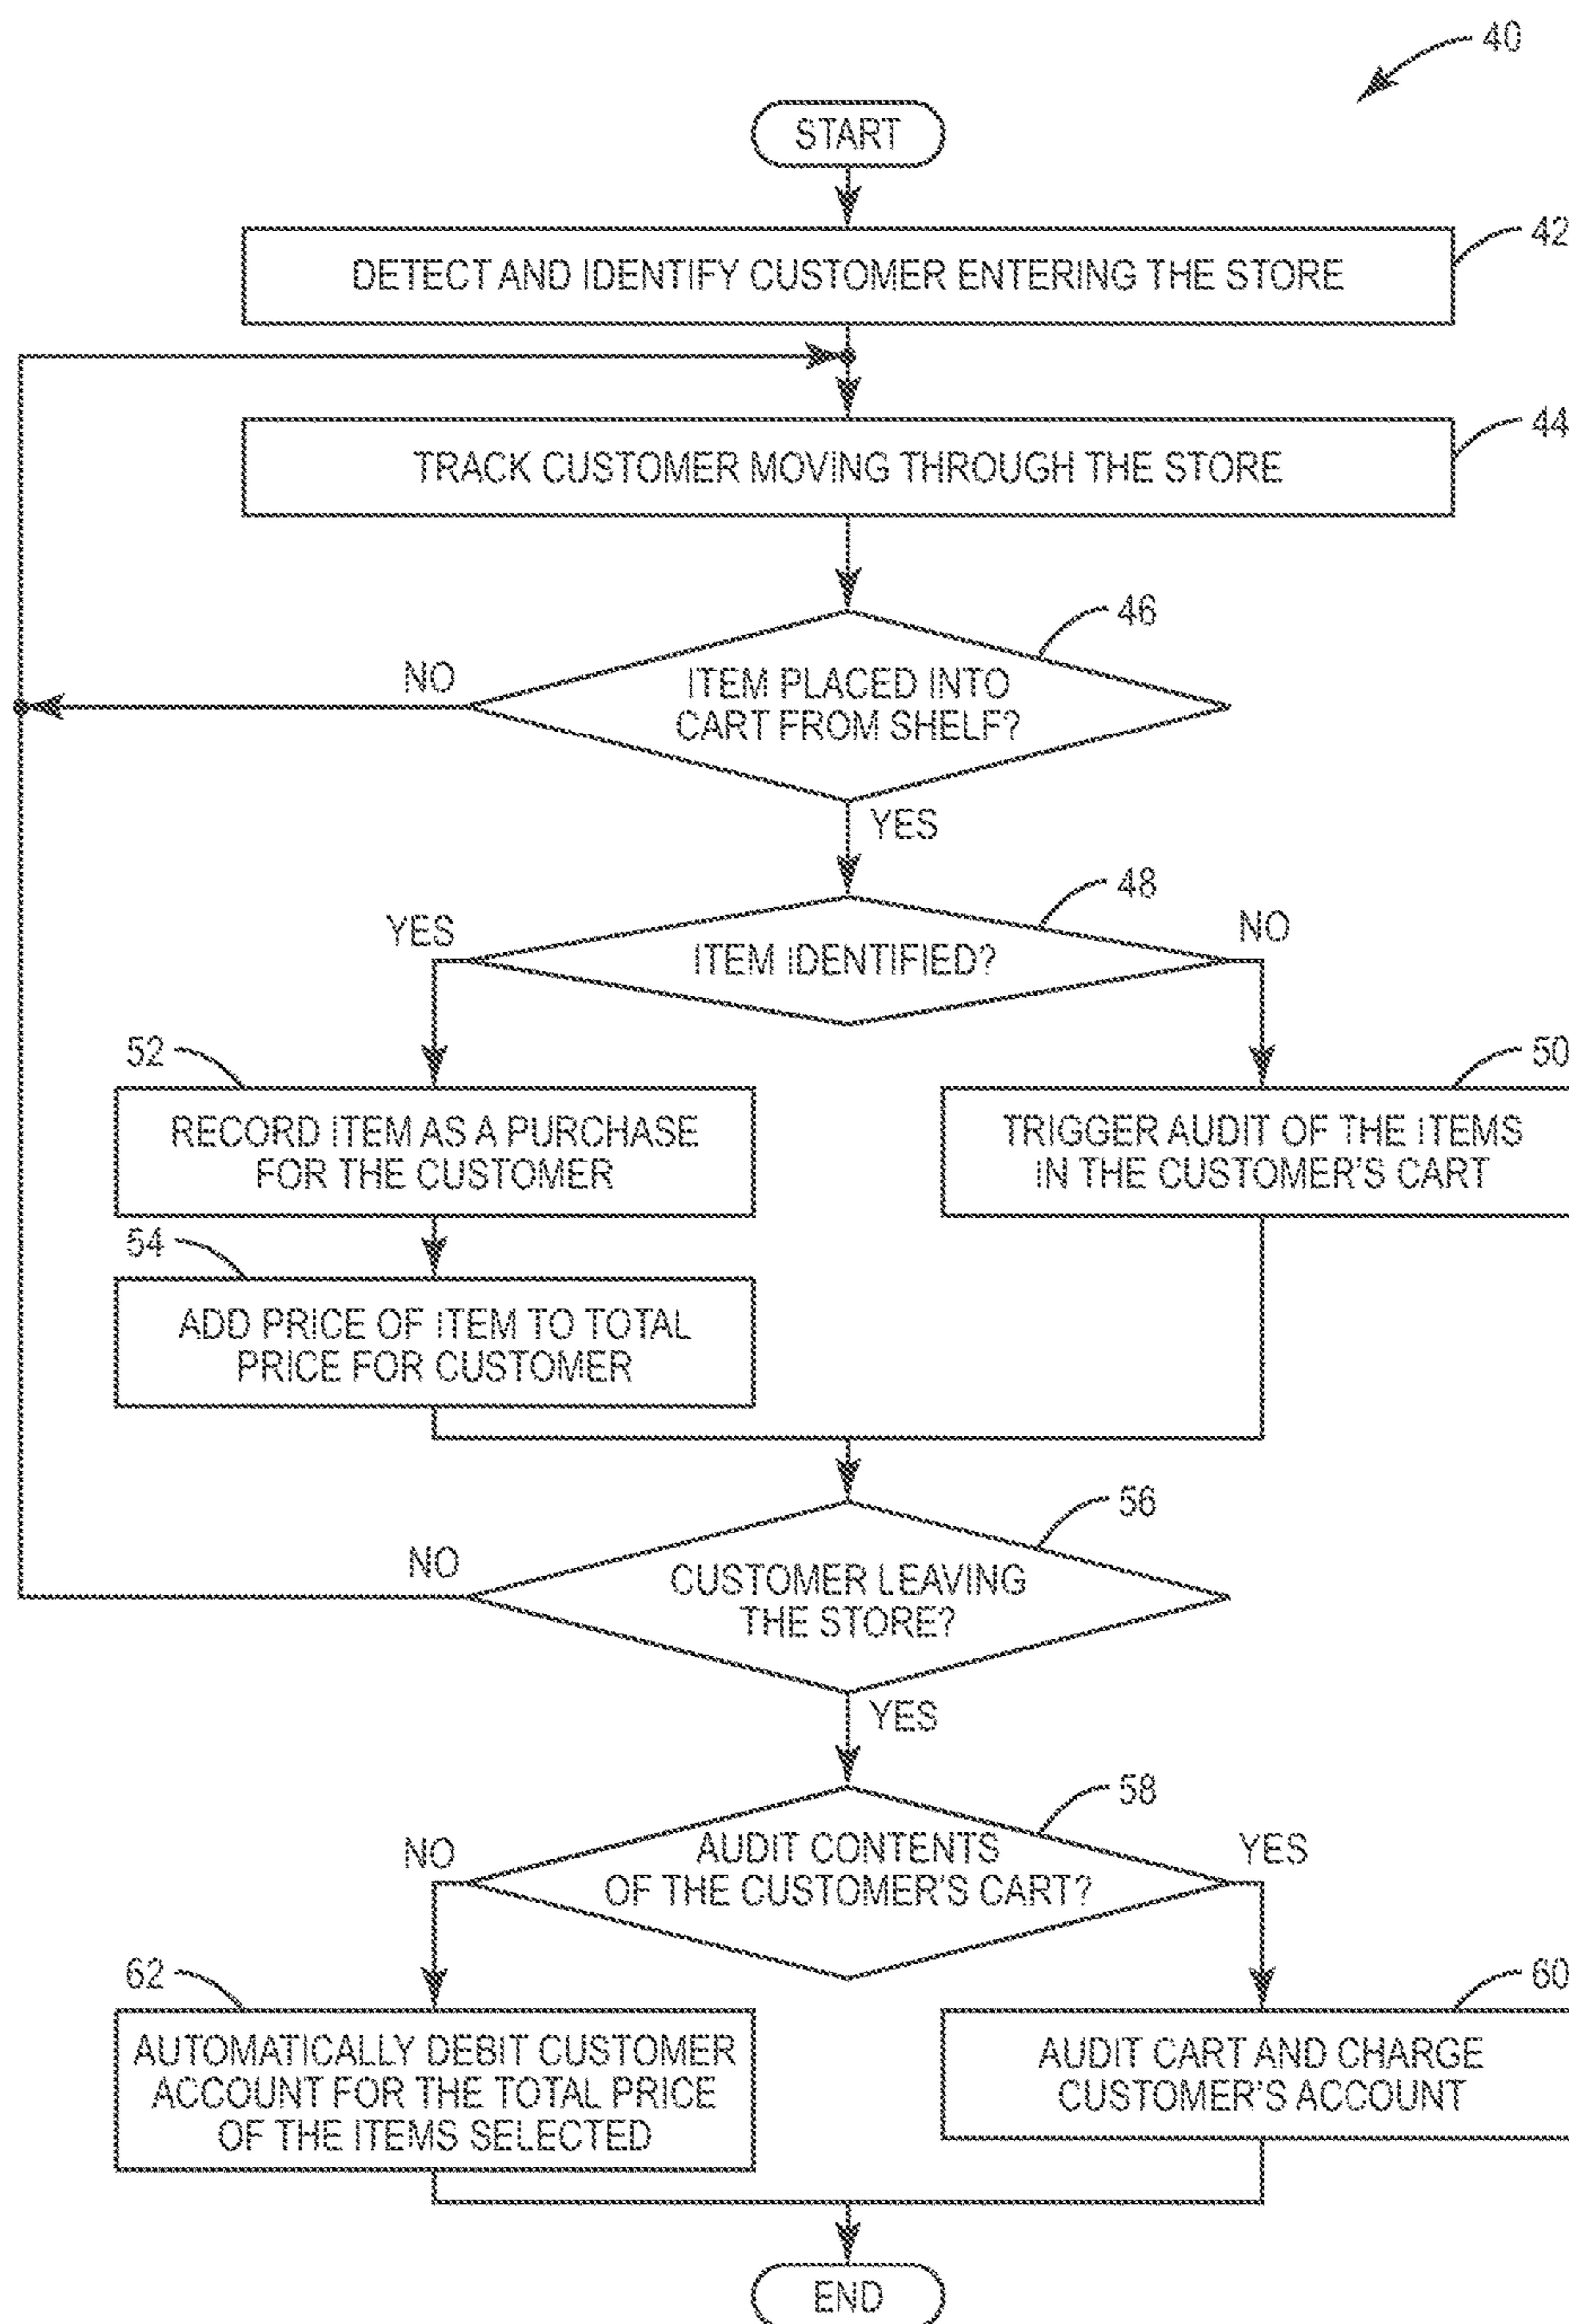 40
START
42
DETECT AND IDENTIFY CUSTOMER ENTERING THE STORE
44
TRACK CUSTOMER MOVING THROUGH THE STORE
46
NO
ITEM PLACED INTO
CART FROM SHELF?
YES
48
YES
NO
ITEM IDENTIFIED?
52
50
RECORD ITEM AS A PURCHASE
FOR THE CUSTOMER
TRIGGER AUDIT OF THE ITEMS
IN THE CUSTOMER'S CART
54
ADD PRICE OF ITEM TO TOTAL
PRICE FOR CUSTOMER
56
NO
CUSTOMER LEAVING
THE STORE?
YES
58
NO
AUDIT CONTENTS
OF THE CUSTOMER'S CART?
YES
62
60
AUTOMATICALLY DEBIT CUSTOMER
ACCOUNT FOR THE TOTAL PRICE
OF THE ITEMS SELECTED
AUDIT CART AND CHARGE
CUSTOMER'S ACCOUNT
END